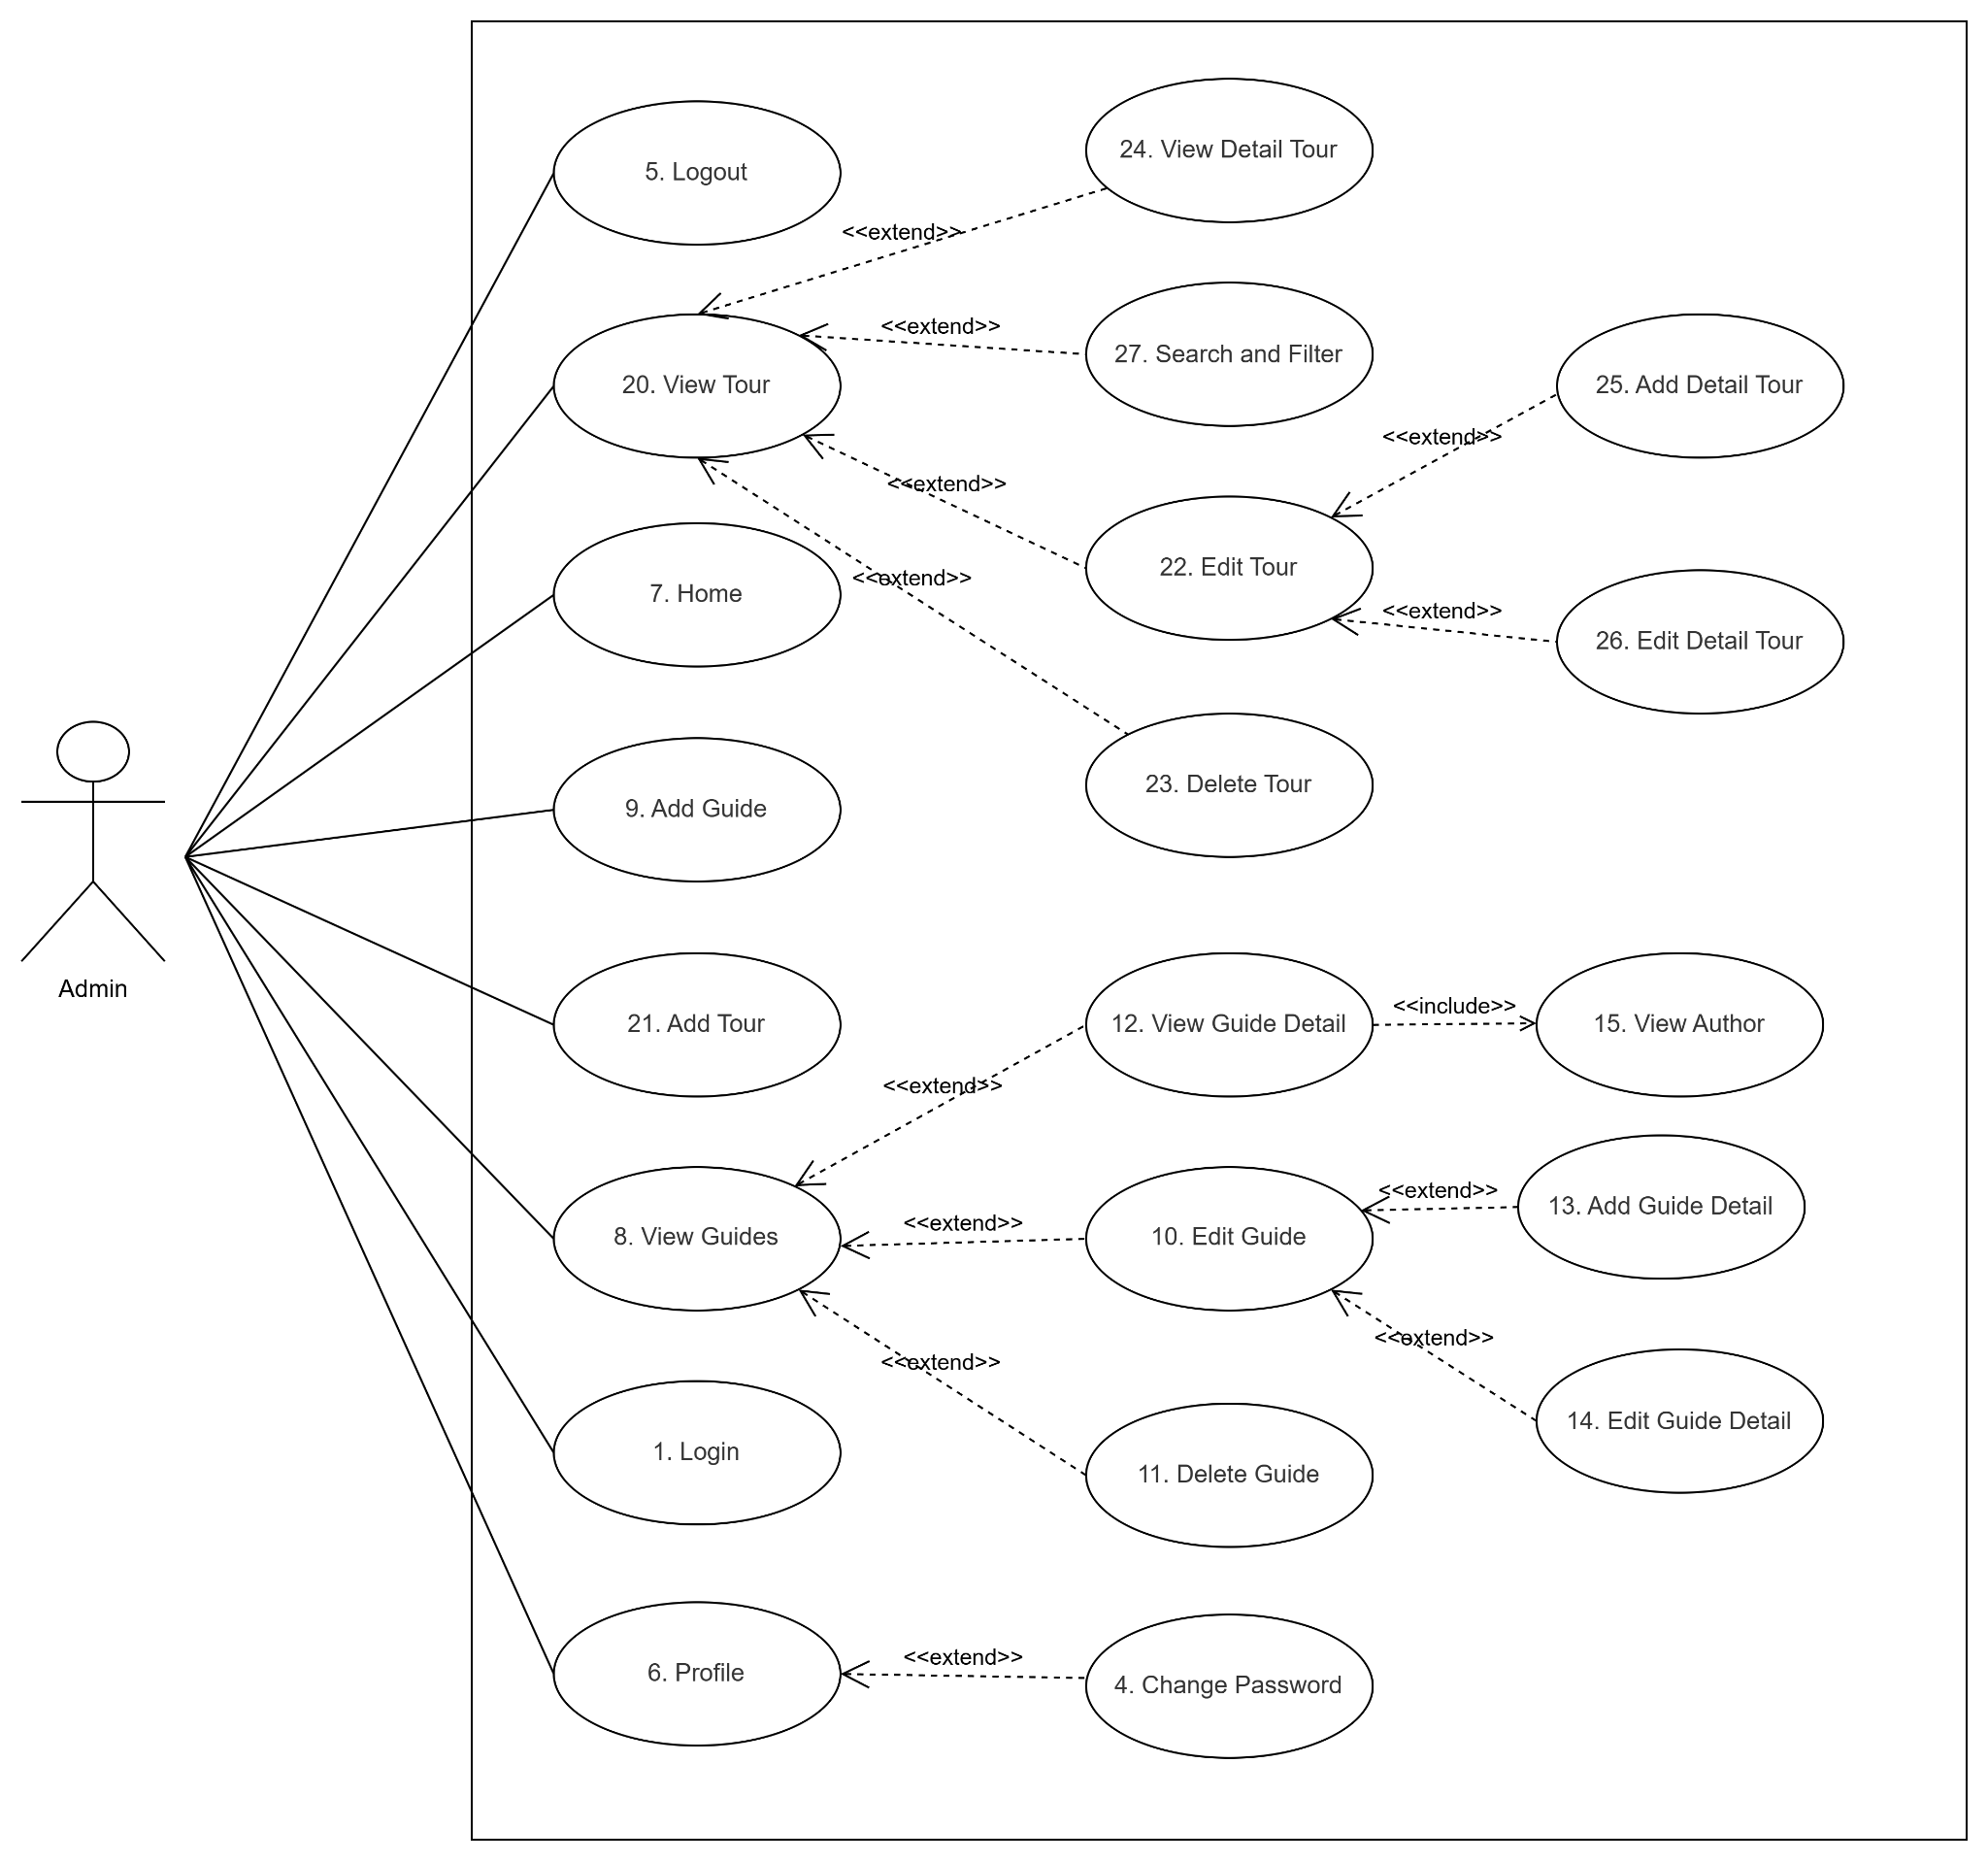 5. Logout
24. View Detail Tour
<<extend>>
27. Search and Filter
<<extend>>
20. View Tour
25. Add Detail Tour
<<extend>>
<<extend>>
22. Edit Tour
<<extend>>
7. Home
<<extend>>
26. Edit Detail Tour
23. Delete Tour
9. Add Guide
Admin
21. Add Tour
12. View Guide Detail
<<include>>
15. View Author
<<extend>>
8. View Guides
<<extend>>
10. Edit Guide
<<extend>>
13. Add Guide Detail
<<extend>>
14. Edit Guide Detail
<<extend>>
11. Delete Guide
1. Login
6. Profile
<<extend>>
4. Change Password